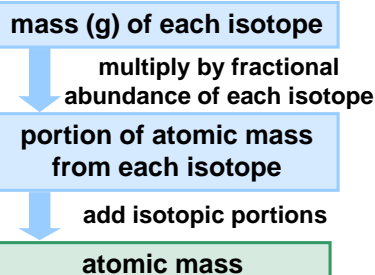 mass (g) of each isotope
multiply by fractional
abundance of each isotope
portion of atomic mass
from each isotope
add isotopic portions
atomic mass